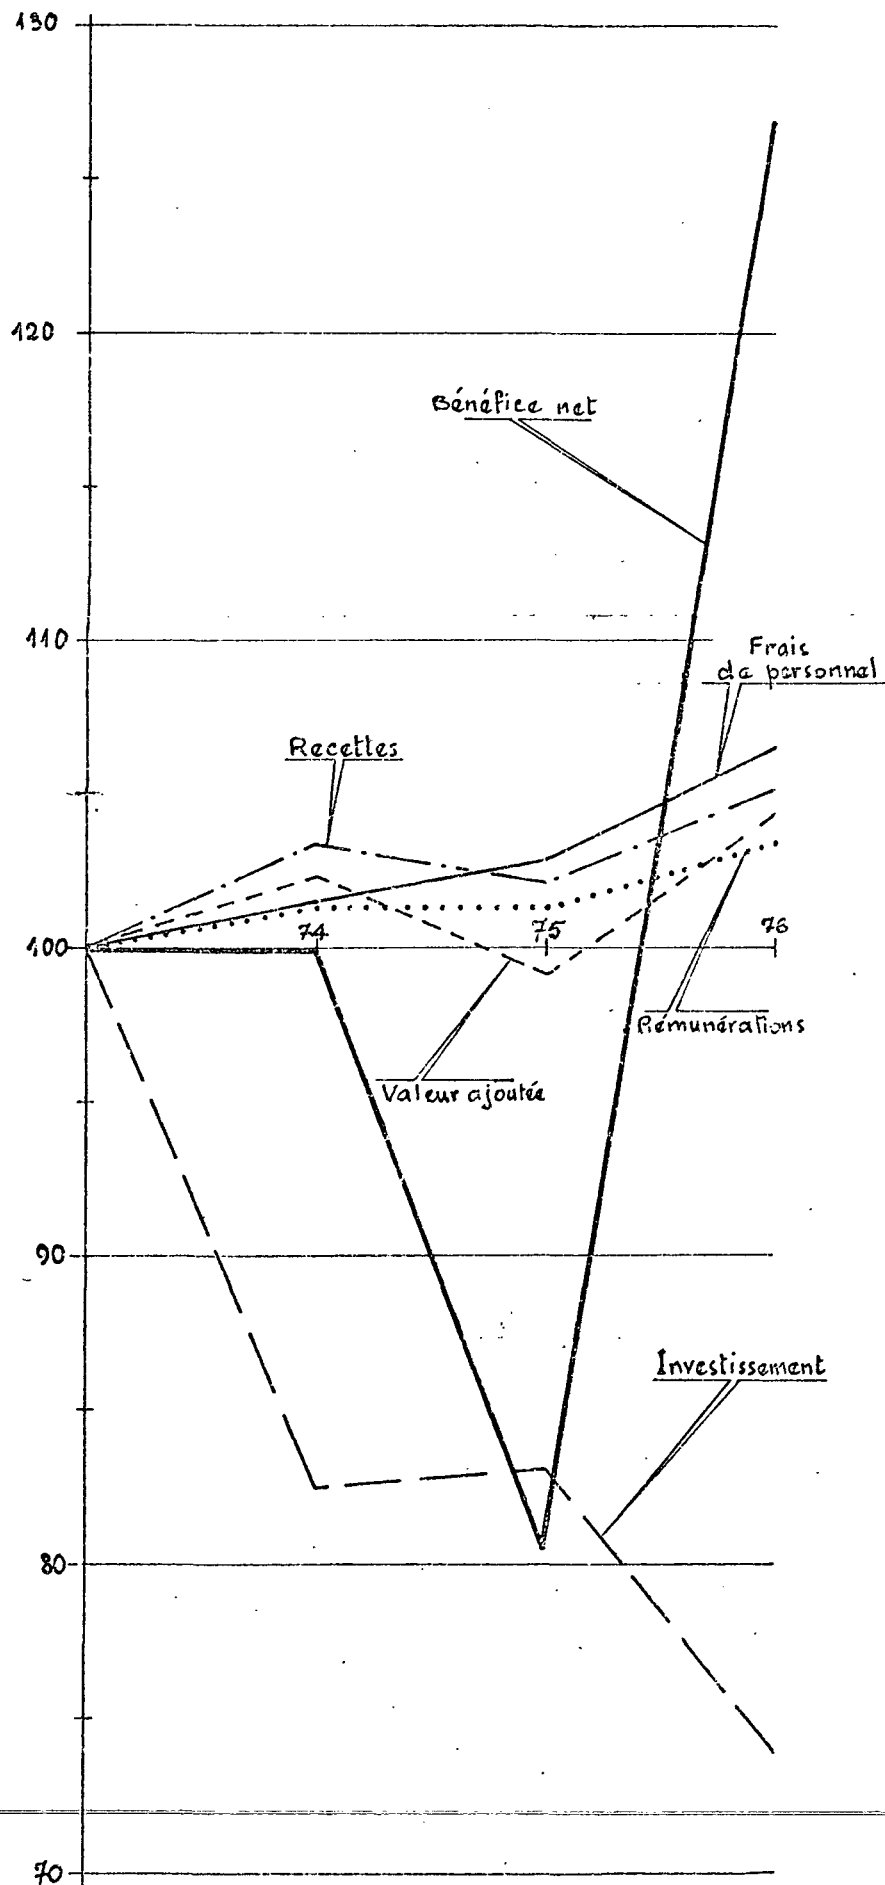 130
120
Bénéfice net
110
Frais
de personnel
Recettes
74
75
76
100
Rémunérations
Valeur ajoutée
90
Investissement
80
70